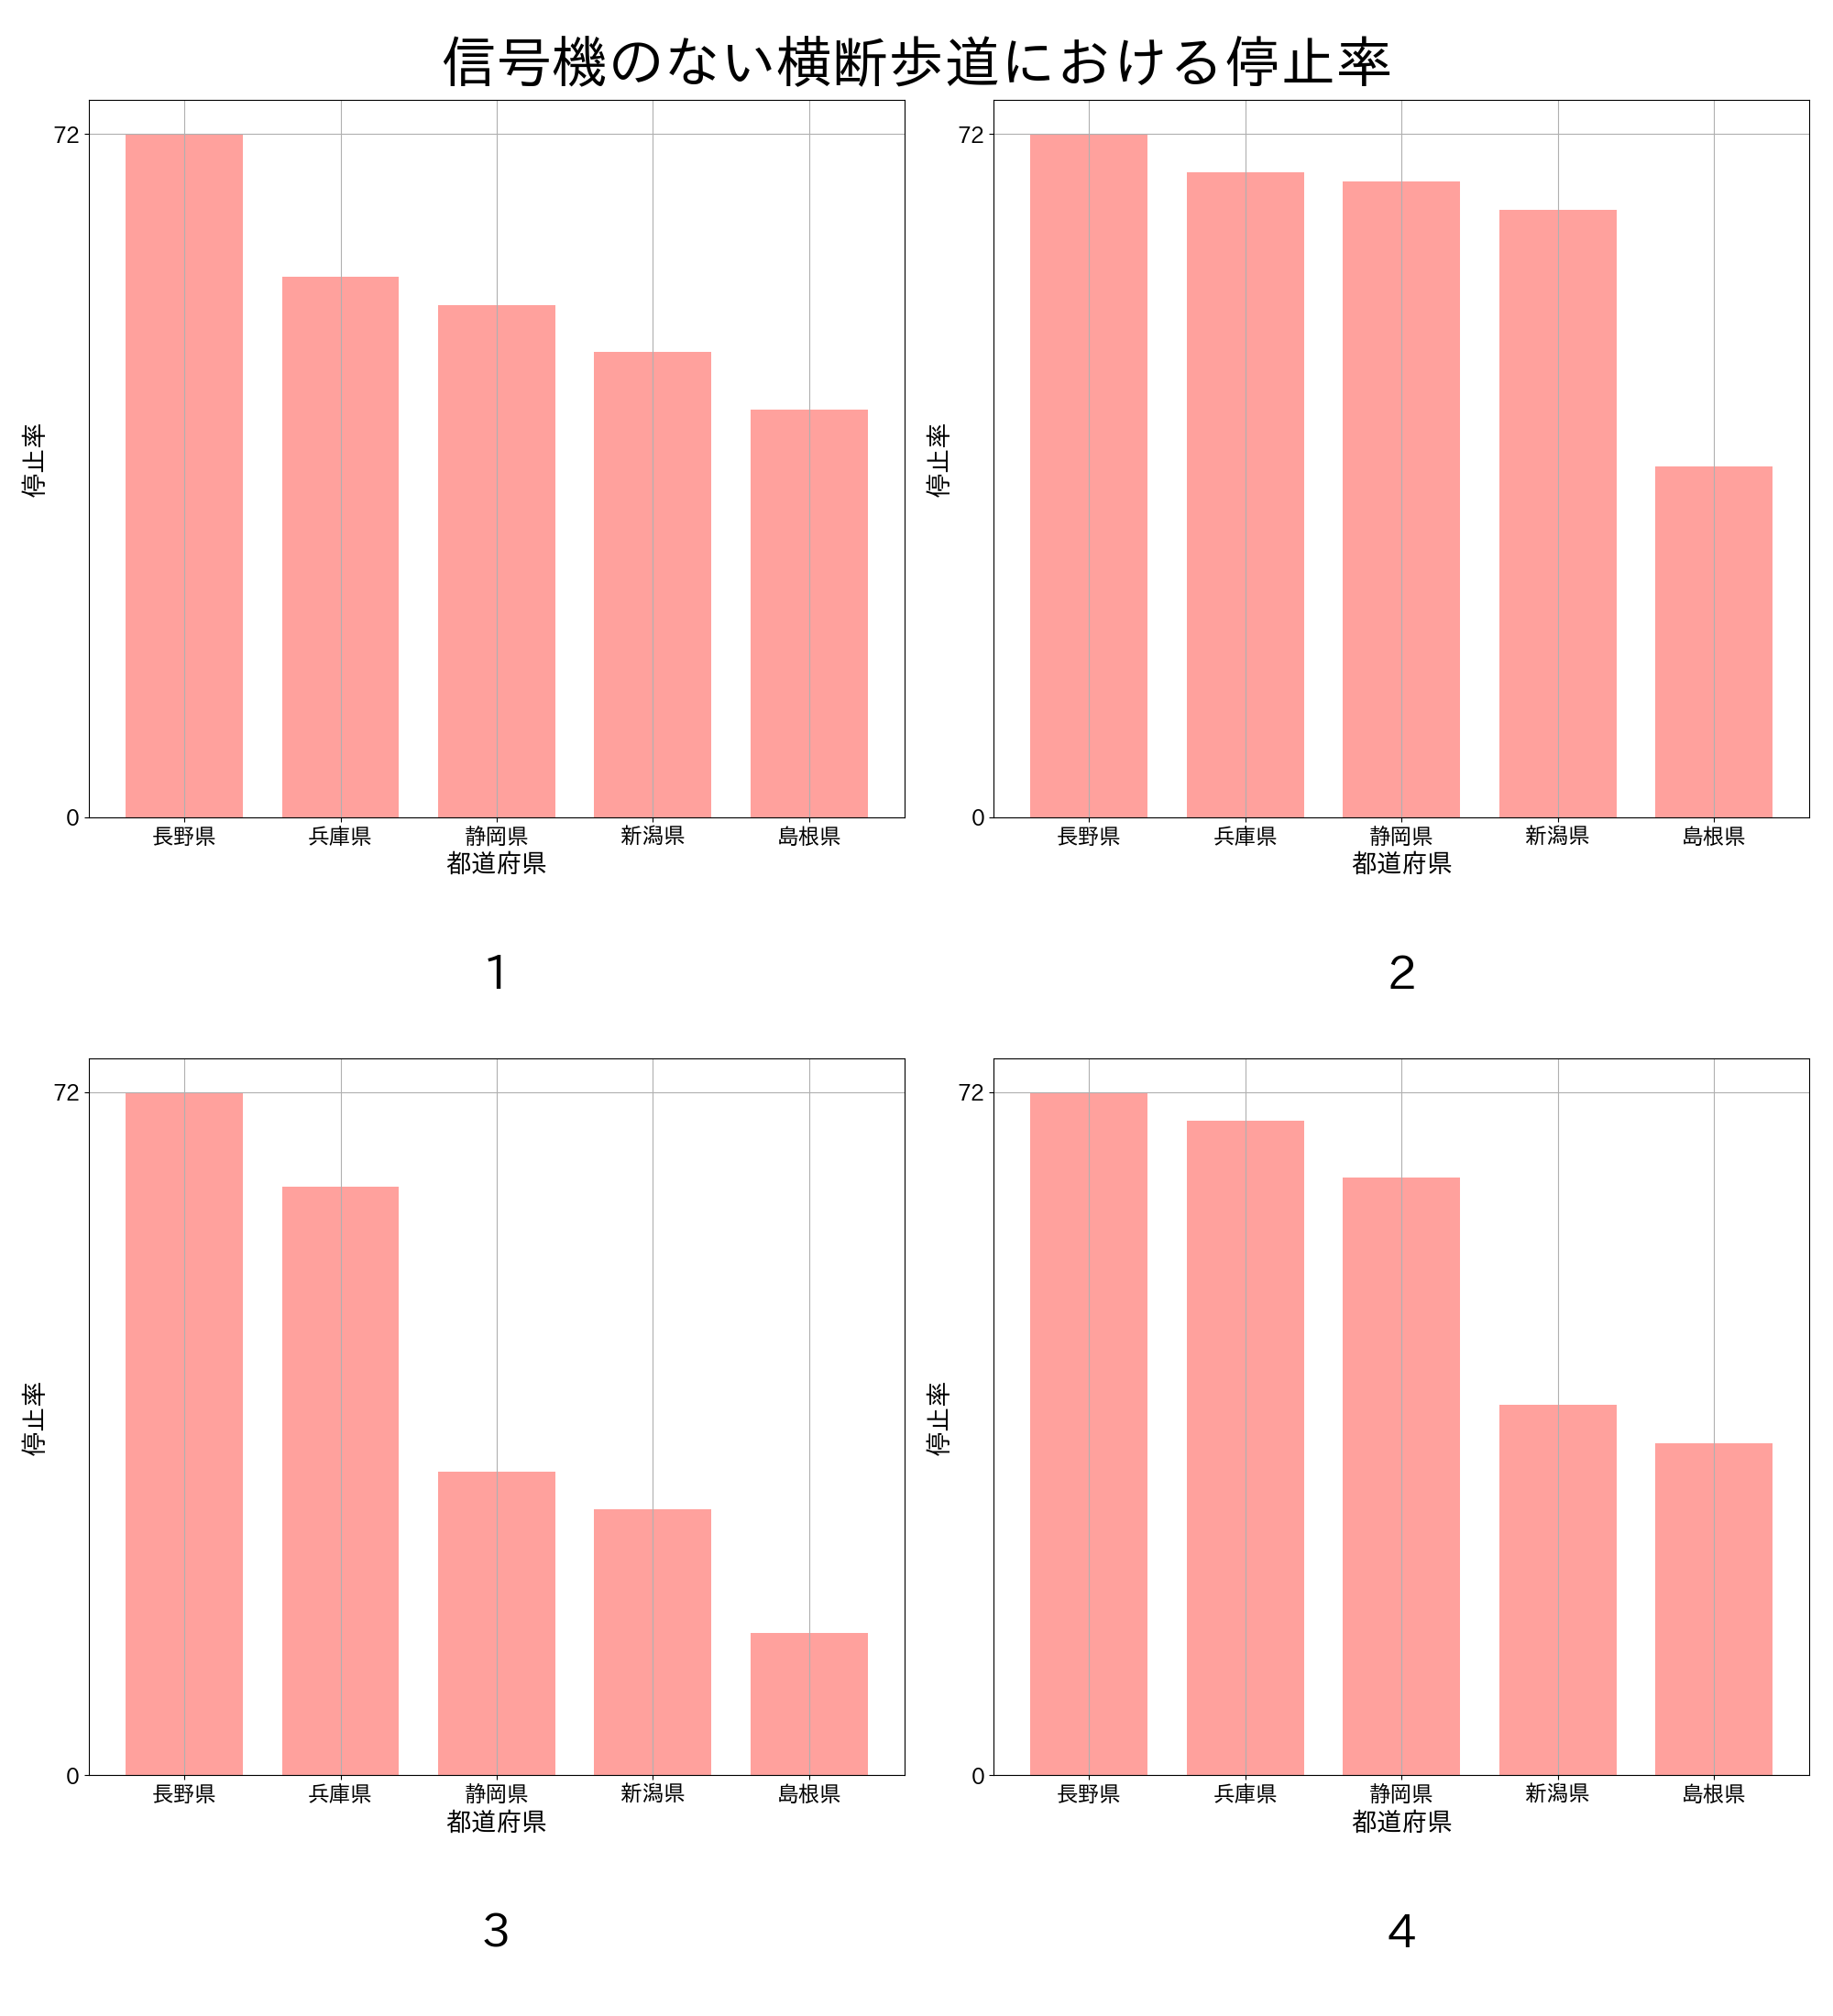 信号機のない横断歩道における停止率
72
0
停止率
長野県 兵庫県 静岡県 新潟県 島根県
都道府県
1
72
0
停止率
長野県 兵庫県 静岡県 新潟県 島根県
都道府県
2
72
0
停止率
長野県 兵庫県 静岡県 新潟県 島根県
都道府県
3
72
0
停止率
長野県 兵庫県 静岡県 新潟県 島根県
都道府県
4